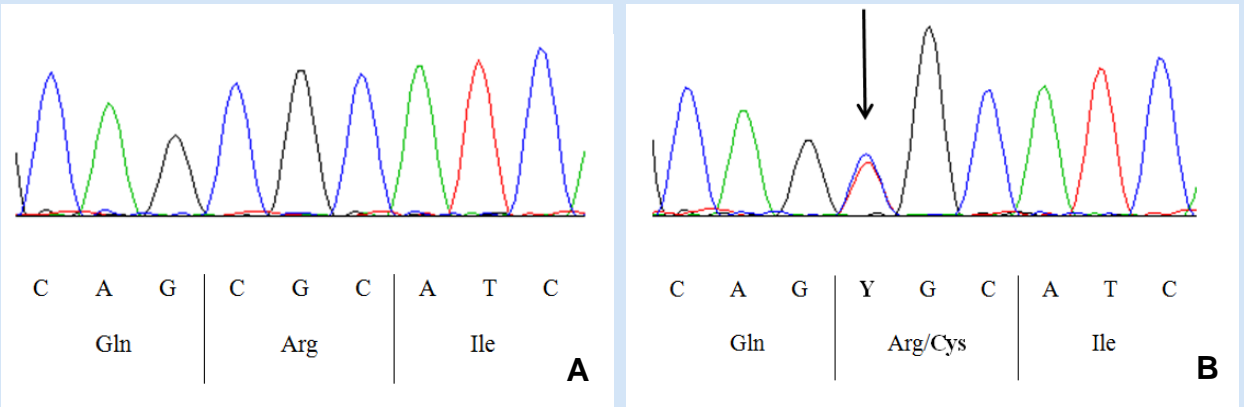 C A G C G C A T C
Gln Arg Ile
A
C A G Y G C A T C
Gln Arg/Cys Ile
B